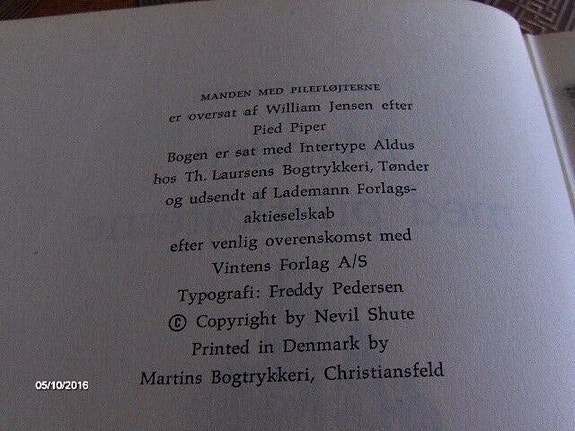 MANDEN MED PILEFLØJTERNE
er oversat af William Jensen efter
Pied Piper
Bogen er sat med Intertype Aldus
hos Th. Laursens Bogtrykkeri, Tønder
og udsendt af Lademann Forlags-
aktieselskab
efter venlig overenskomst med
Vintens Forlag A/S
Typografi: Freddy Pedersen
© Copyright by Nevil Shute
Printed in Denmark by
Martins Bogtrykkeri, Christiansfeld
05/10/2016